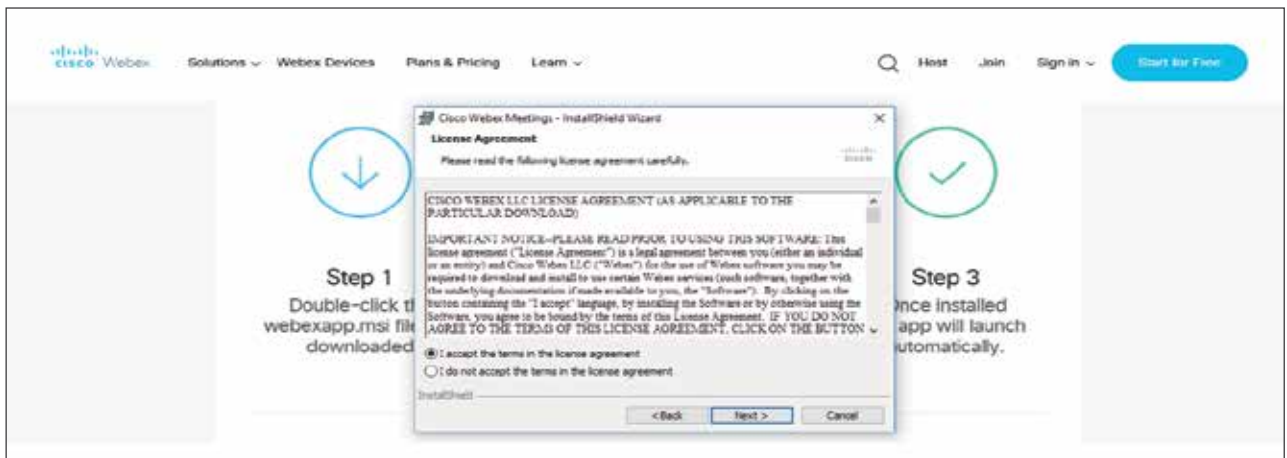 cisco Webex Solutions Webex Devices Plans & Pricing Learn Host Join Sign in Start for Free
Cisco Webex Meetings - InstallShield Wizard
License Agreement
Please read the following license agreement carefully.
cisco
CISCO WEBEX LLC LICENSE AGREEMENT (AS APPLICABLE TO THE
PARTICULAR DOWNLOAD)
IMPORTANT NOTICE--PLEASE READ PRIOR TO USING THIS SOFTWARE: This
license agreement ("License Agreement") is a legal agreement between you (either an individual
or an entity) and Cisco Webex LLC ("Webex") for the use of Webex software you may be
required to download and install to use certain Webex services (such software, together with
the underlying documentation if made available to you, the "Software"). By clicking on the
button containing the "I accept" language, by installing the Software or by otherwise using the
Software, you agree to be bound by the terms of this License Agreement. IF YOU DO NOT
AGREE TO THE TERMS OF THIS LICENSE AGREEMENT, CLICK ON THE BUTTON
I accept the terms in the license agreement
I do not accept the terms in the license agreement
InstallShield
< Back Next > Cancel
Step 1
Double-click t
webexapp.msi file
downloaded
Step 3
Once installed
app will launch
utomatically.